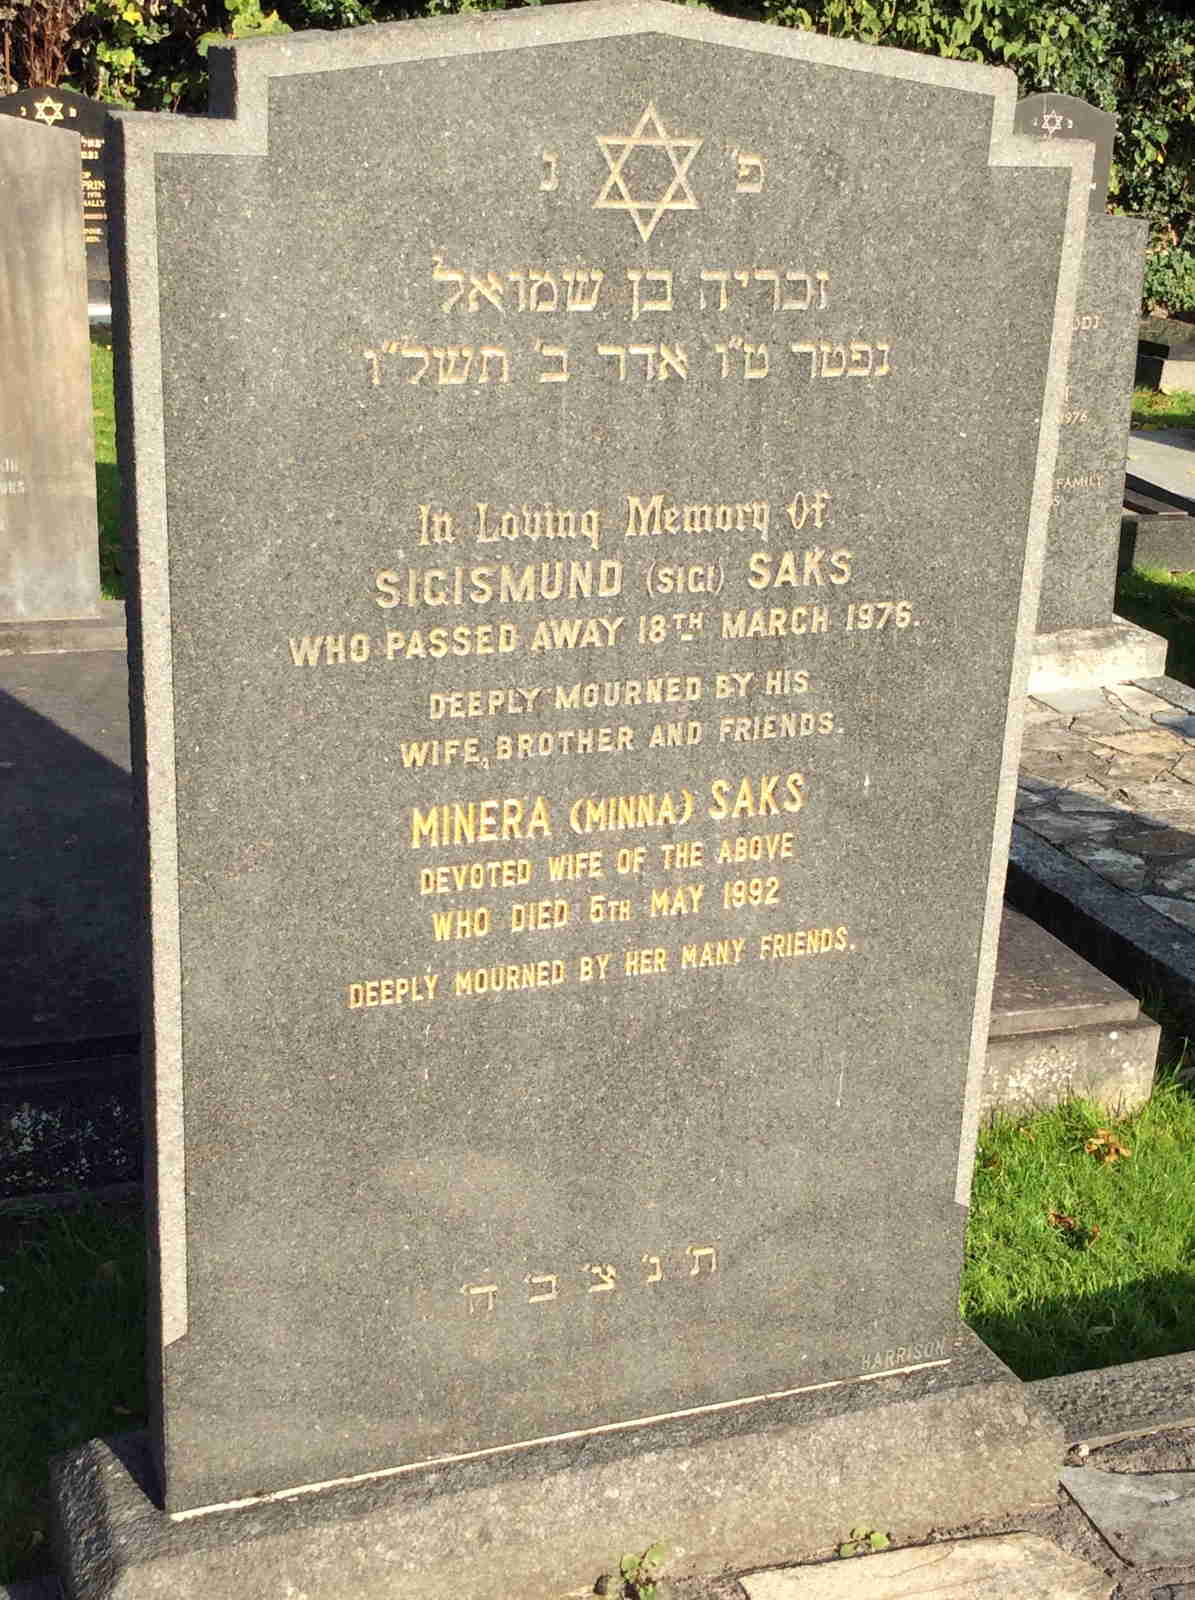 פ' נ
זכריה בן שמואל
נפטר ט"ו אדר ב' תשל"ו
In Loving Memory Of
SIGISMUND (SIGI) SAKS
WHO PASSED AWAY 18TH MARCH 1976.
DEEPLY MOURNED BY HIS
WIFE, BROTHER AND FRIENDS.
MINERA (MINNA) SAKS
DEVOTED WIFE OF THE ABOVE
WHO DIED 5TH MAY 1992
DEEPLY MOURNED BY HER MANY FRIENDS.
ת' נ' צ' ב' ה'
HARRISON
1976
FAMILY